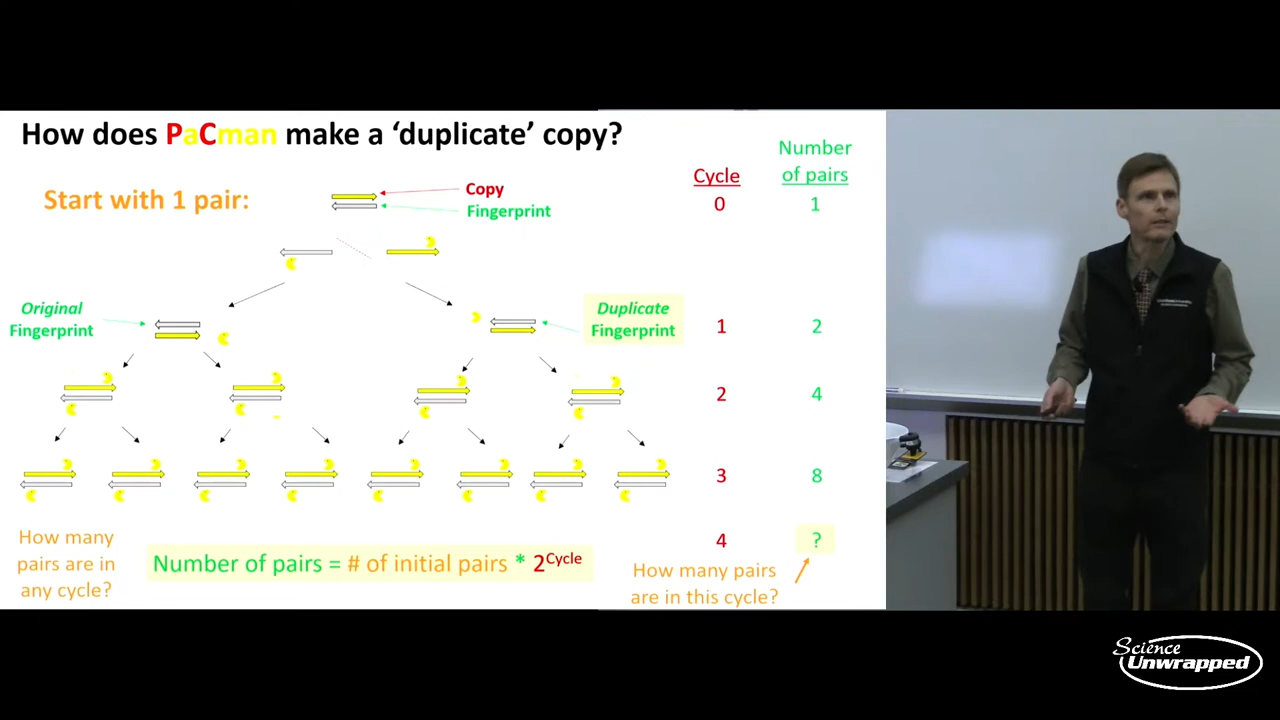 How does PaCman make a ‘duplicate’ copy?
Number
of pairs
Cycle
Start with 1 pair:
Copy
Fingerprint
0
1
Original
Fingerprint
Duplicate
Fingerprint
1
2
2
4
3
8
How many
pairs are in
any cycle?
Number of pairs = # of initial pairs * 2^Cycle
4
?
How many pairs
are in this cycle?
Science
Unwrapped